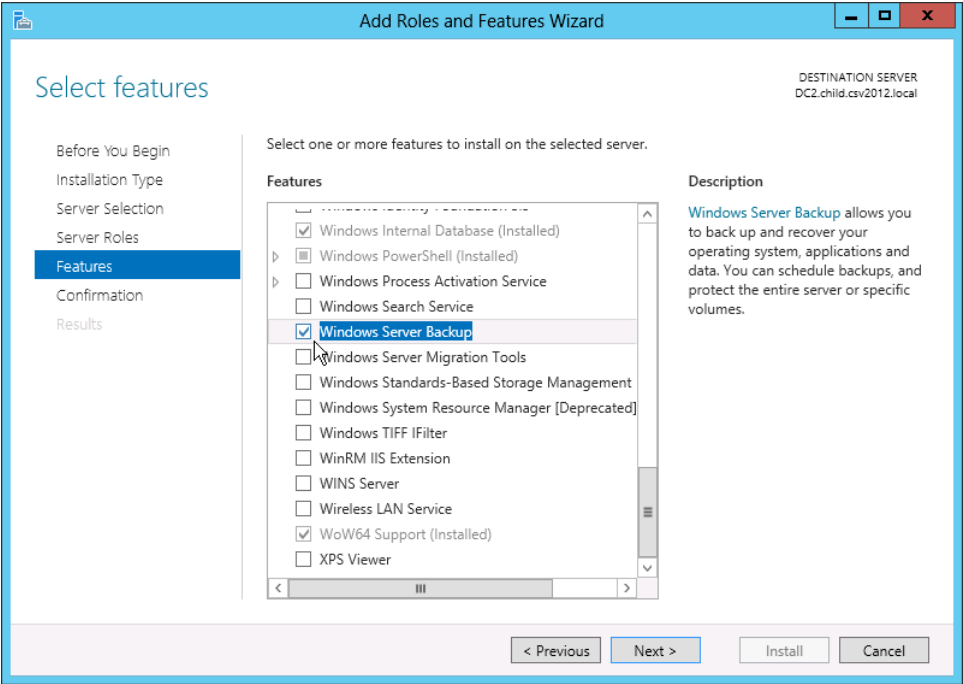 Add Roles and Features Wizard
Select features
DESTINATION SERVER
DC2.child.csv2012.local
Before You Begin
Installation Type
Server Selection
Server Roles
Features
Confirmation
Results
Select one or more features to install on the selected server.
Features
Windows Identity Foundation 3.5
Windows Internal Database (Installed)
Windows PowerShell (Installed)
Windows Process Activation Service
Windows Search Service
Windows Server Backup
Windows Server Migration Tools
Windows Standards-Based Storage Management
Windows System Resource Manager [Deprecated]
Windows TIFF IFilter
WinRM IIS Extension
WINS Server
Wireless LAN Service
WoW64 Support (Installed)
XPS Viewer
Description
Windows Server Backup allows you
to back up and recover your
operating system, applications and
data. You can schedule backups, and
protect the entire server or specific
volumes.
< Previous
Next >
Install
Cancel